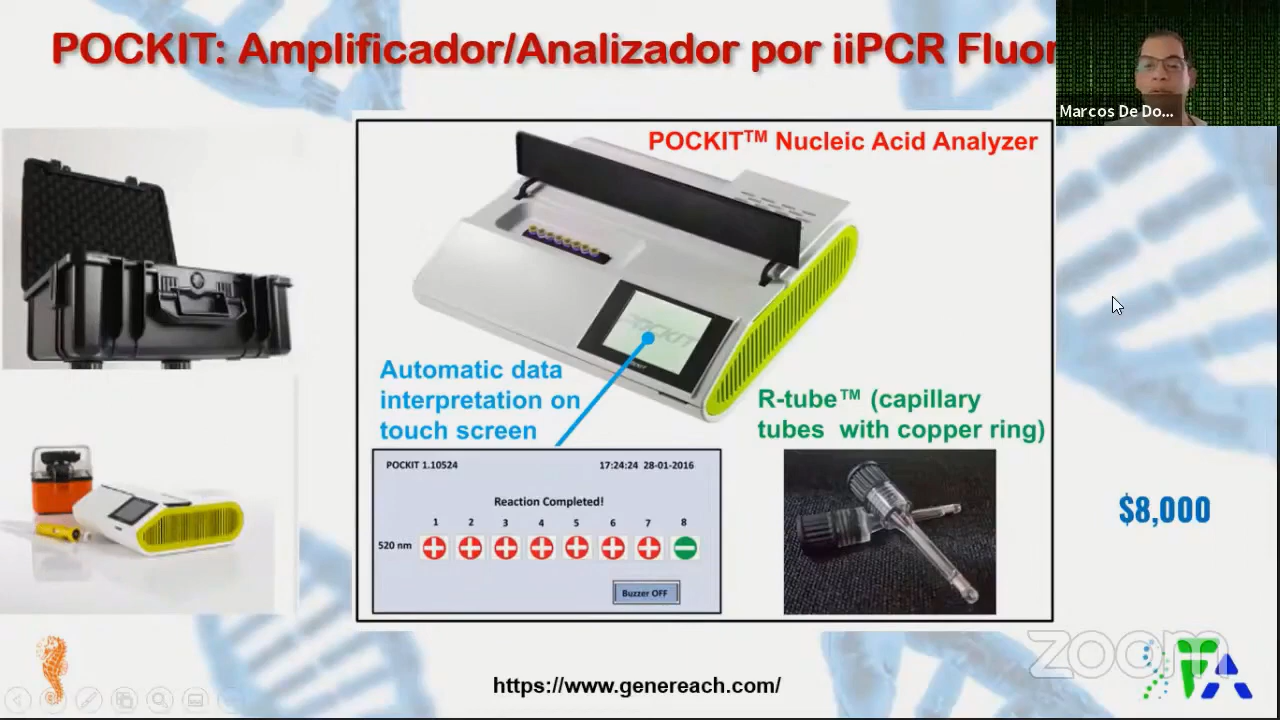 POCKIT: Amplificador/Analizador por iiPCR Fluor
Marcos De Do...
POCKIT™ Nucleic Acid Analyzer
POCKIT
Automatic data
interpretation on
touch screen
R-tube™ (capillary
tubes with copper ring)
POCKIT 1.10524 17:24:24 28-01-2016
Reaction Completed!
1 2 3 4 5 6 7 8
520 nm
Buzzer OFF
$8,000
zoom
TA
https://www.genereach.com/